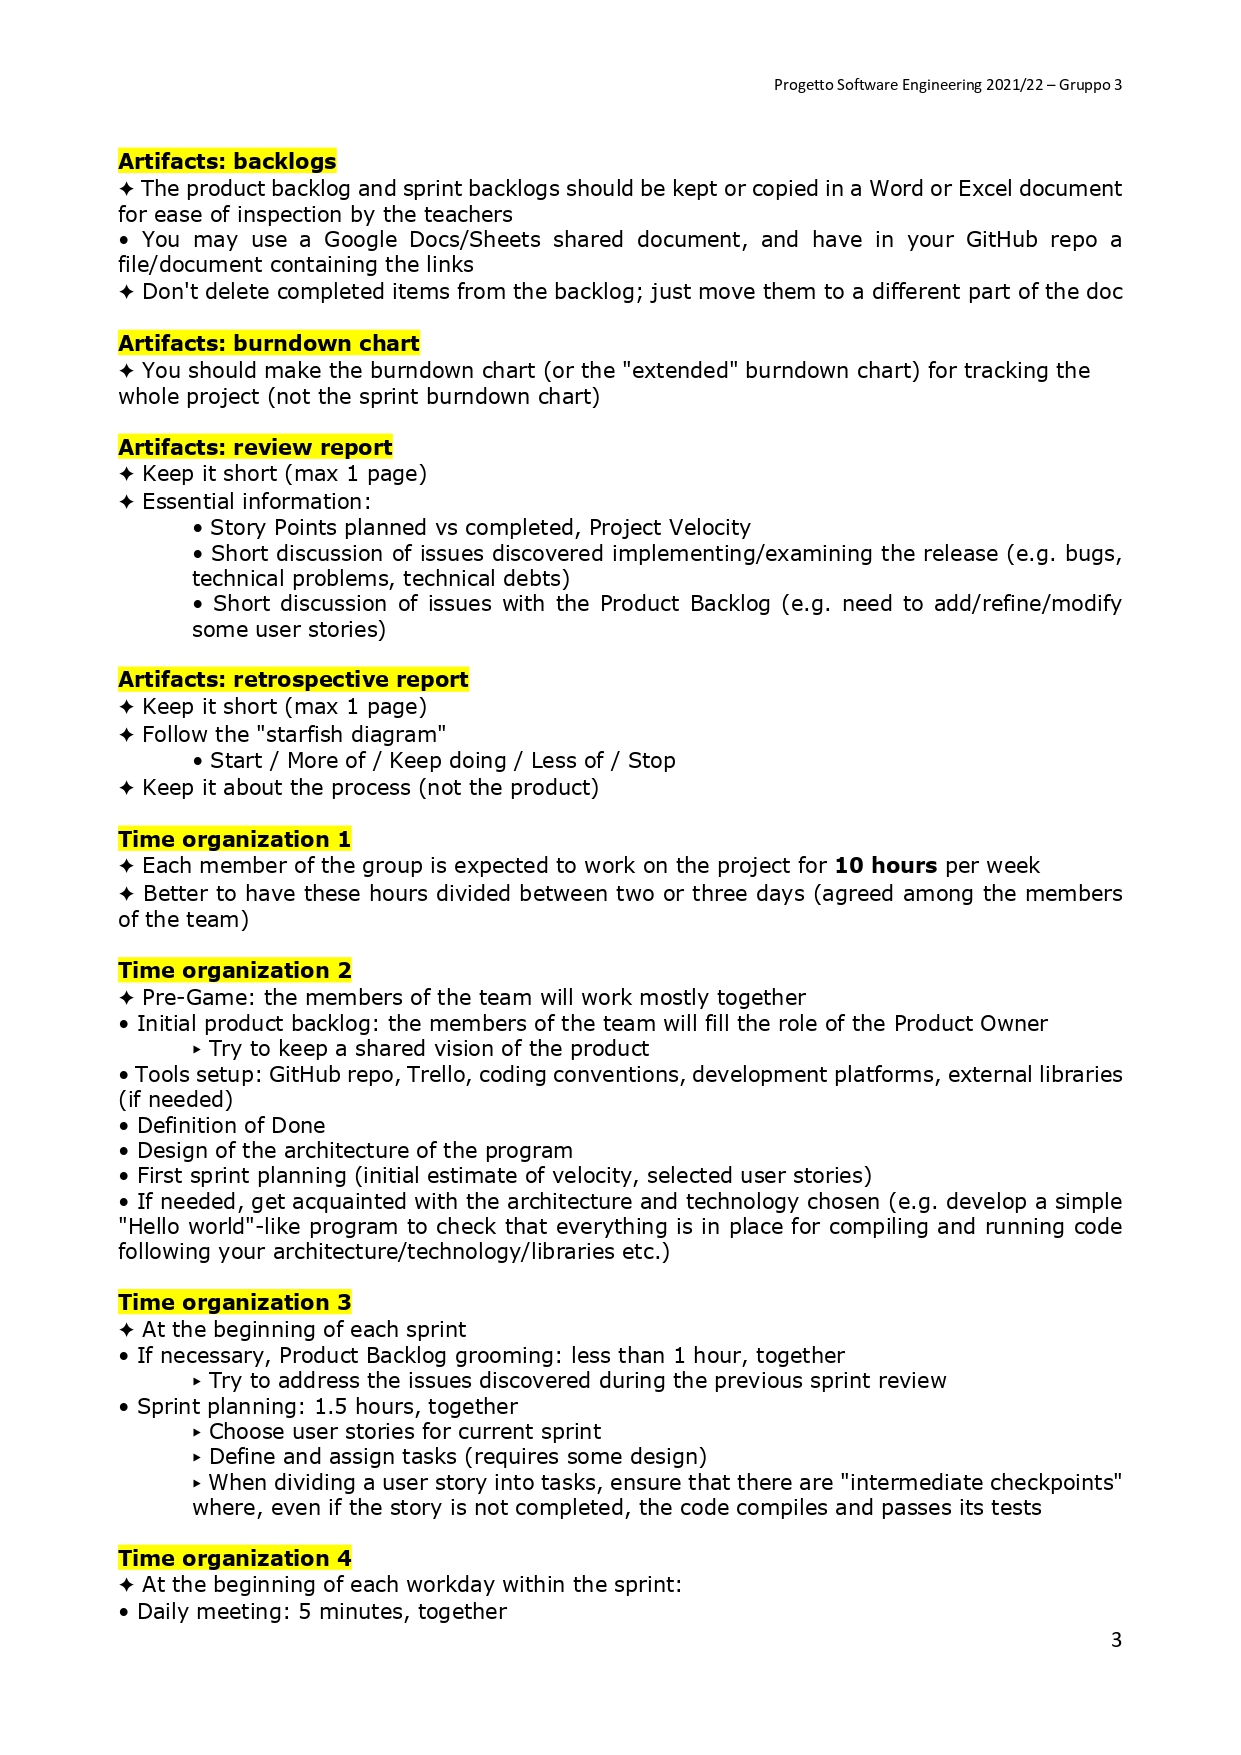 Progetto Software Engineering 2021/22 – Gruppo 3
Artifacts: backlogs
✦ The product backlog and sprint backlogs should be kept or copied in a Word or Excel document
for ease of inspection by the teachers
• You may use a Google Docs/Sheets shared document, and have in your GitHub repo a
file/document containing the links
✦ Don't delete completed items from the backlog; just move them to a different part of the doc
Artifacts: burndown chart
✦ You should make the burndown chart (or the "extended" burndown chart) for tracking the
whole project (not the sprint burndown chart)
Artifacts: review report
✦ Keep it short (max 1 page)
✦ Essential information:
• Story Points planned vs completed, Project Velocity
• Short discussion of issues discovered implementing/examining the release (e.g. bugs,
technical problems, technical debts)
• Short discussion of issues with the Product Backlog (e.g. need to add/refine/modify
some user stories)
Artifacts: retrospective report
✦ Keep it short (max 1 page)
✦ Follow the "starfish diagram"
• Start / More of / Keep doing / Less of / Stop
✦ Keep it about the process (not the product)
Time organization 1
✦ Each member of the group is expected to work on the project for 10 hours per week
✦ Better to have these hours divided between two or three days (agreed among the members
of the team)
Time organization 2
✦ Pre-Game: the members of the team will work mostly together
• Initial product backlog: the members of the team will fill the role of the Product Owner
‣ Try to keep a shared vision of the product
• Tools setup: GitHub repo, Trello, coding conventions, development platforms, external libraries
(if needed)
• Definition of Done
• Design of the architecture of the program
• First sprint planning (initial estimate of velocity, selected user stories)
• If needed, get acquainted with the architecture and technology chosen (e.g. develop a simple
"Hello world"-like program to check that everything is in place for compiling and running code
following your architecture/technology/libraries etc.)
Time organization 3
✦ At the beginning of each sprint
• If necessary, Product Backlog grooming: less than 1 hour, together
‣ Try to address the issues discovered during the previous sprint review
• Sprint planning: 1.5 hours, together
‣ Choose user stories for current sprint
‣ Define and assign tasks (requires some design)
‣ When dividing a user story into tasks, ensure that there are "intermediate checkpoints"
where, even if the story is not completed, the code compiles and passes its tests
Time organization 4
✦ At the beginning of each workday within the sprint:
• Daily meeting: 5 minutes, together
3